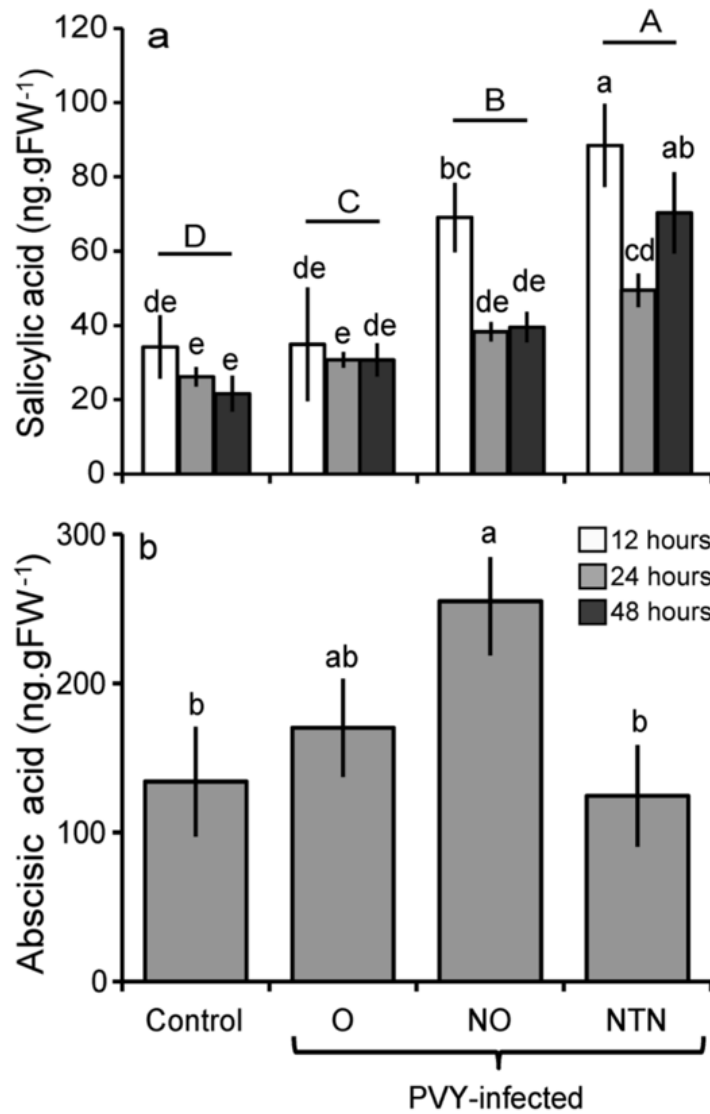 a
Salicylic acid (ng.gFW-1)
120
100
80
60
40
20
0
D
C
B
A
de
e
e
de
e
de
bc
de
de
a
cd
ab
b
Abscisic acid (ng.gFW-1)
300
200
100
0
b
ab
a
b
12 hours
24 hours
48 hours
Control
O
NO
NTN
PVY-infected